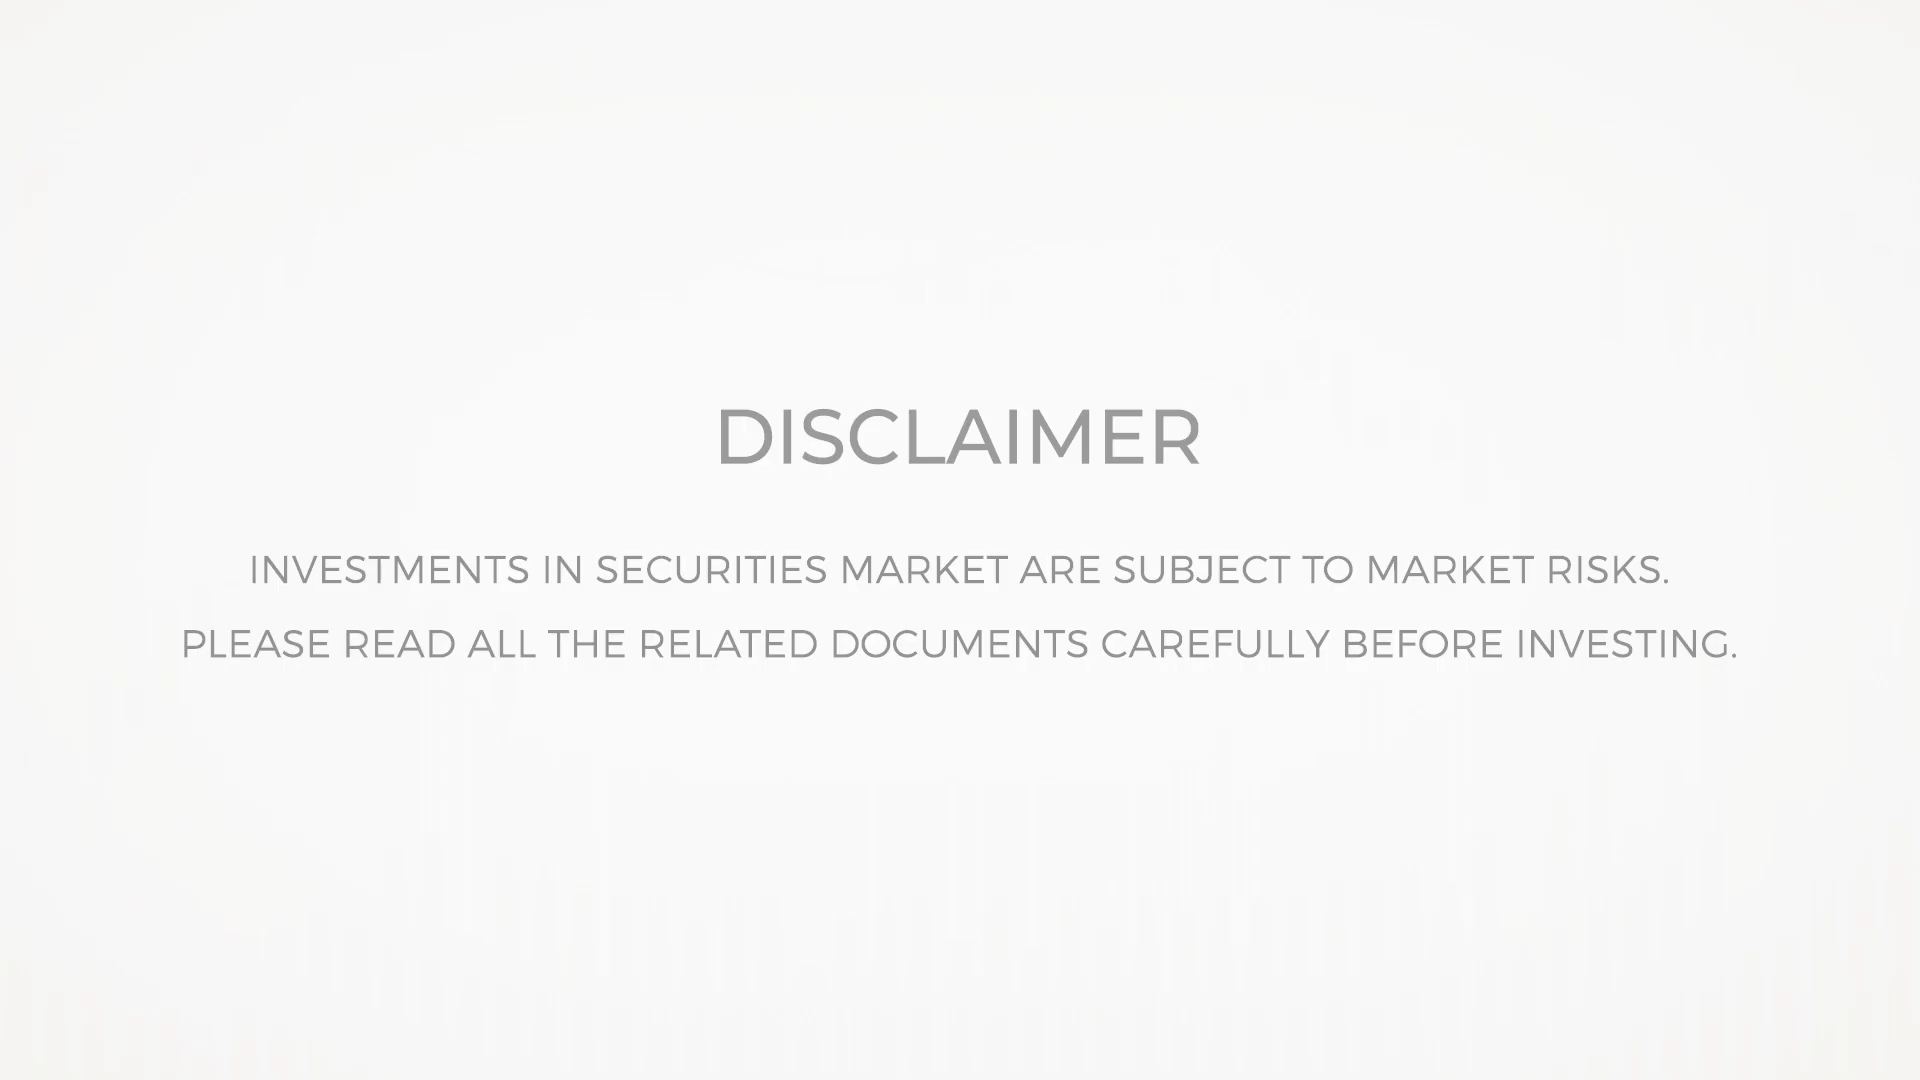 DISCLAIMER
INVESTMENTS IN SECURITIES MARKET ARE SUBJECT TO MARKET RISKS.
PLEASE READ ALL THE RELATED DOCUMENTS CAREFULLY BEFORE INVESTING.